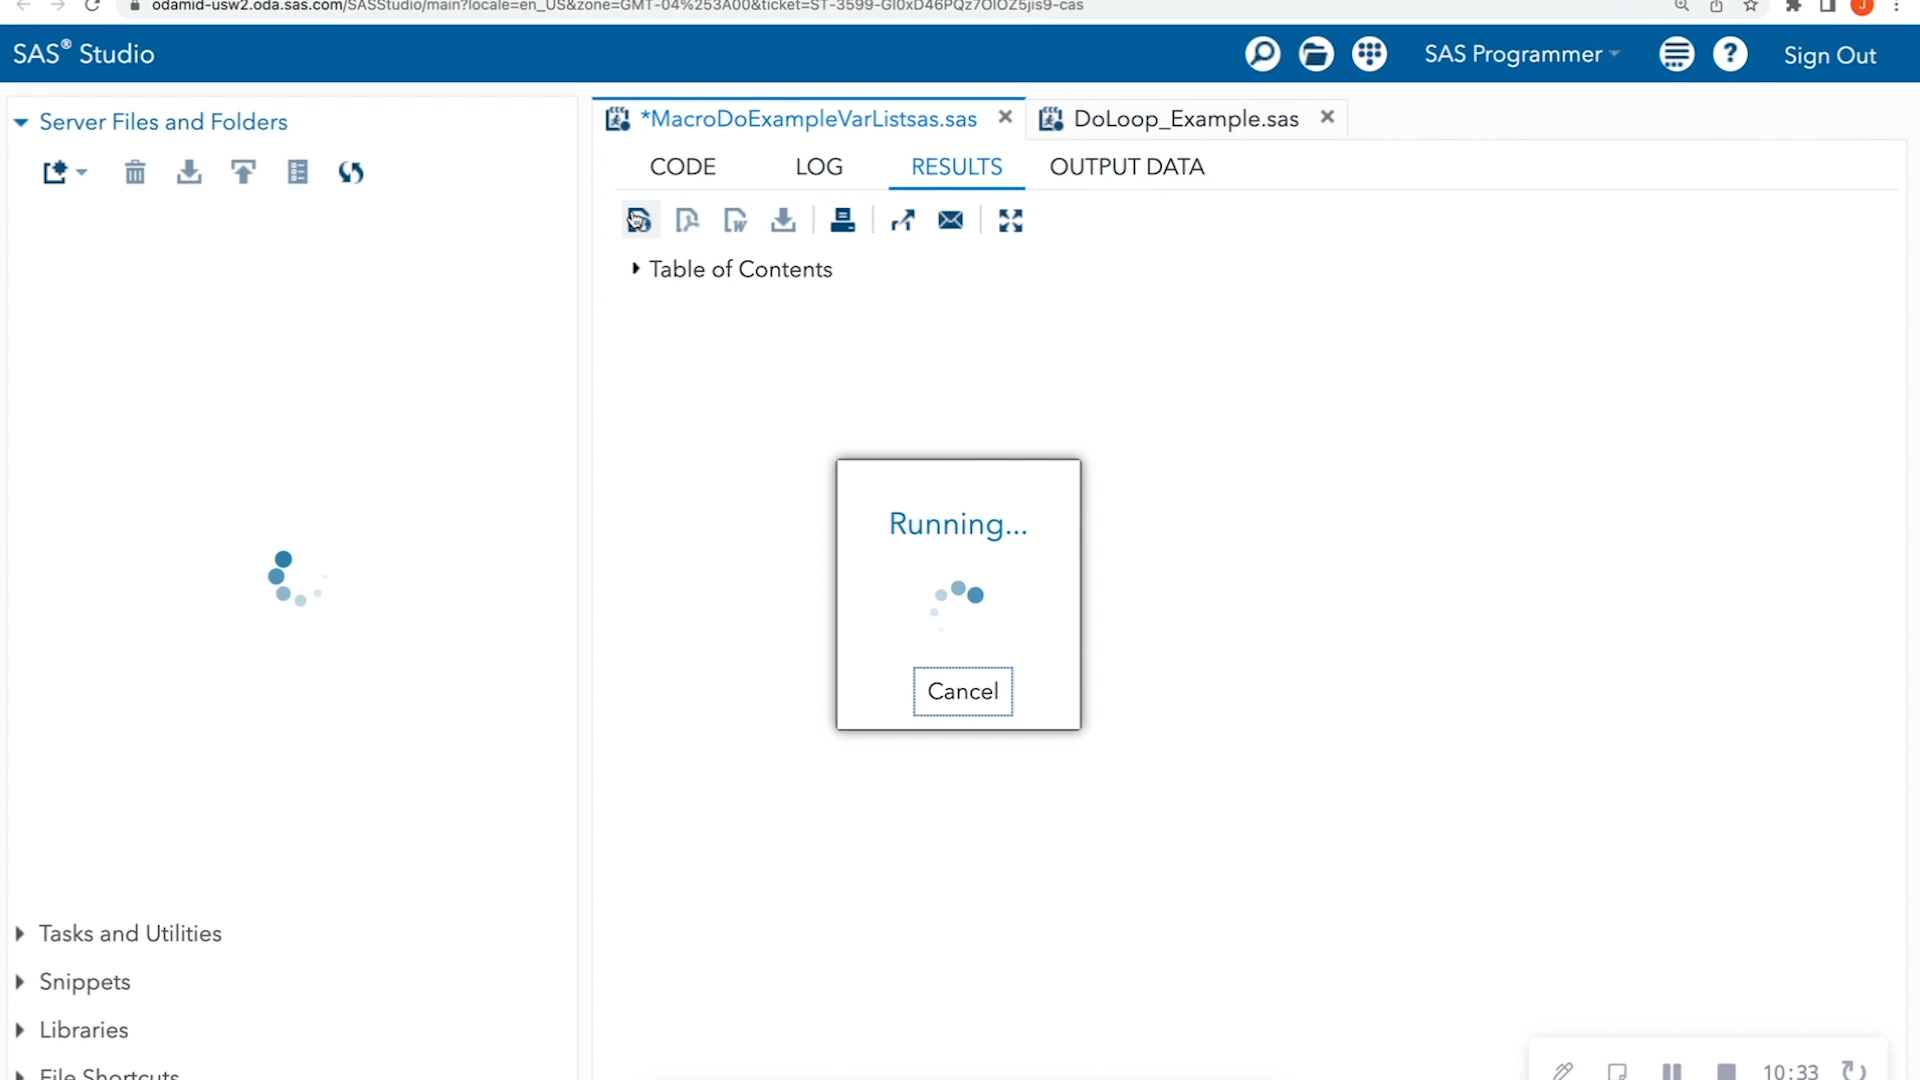 odamid-usw2.oda.sas.com/SASStudio/main?locale=en_US&zone=GMT-04%253A00&ticket=ST-3599-GI0xD46PQz7OIOZ5jis9-cas
J
SAS® Studio
SAS Programmer
?
Sign Out
Server Files and Folders
*MacroDoExampleVarListsas.sas
DoLoop_Example.sas
CODE
LOG
RESULTS
OUTPUT DATA
Table of Contents
Running...
Cancel
Tasks and Utilities
Snippets
Libraries
File Shortcuts
10:33